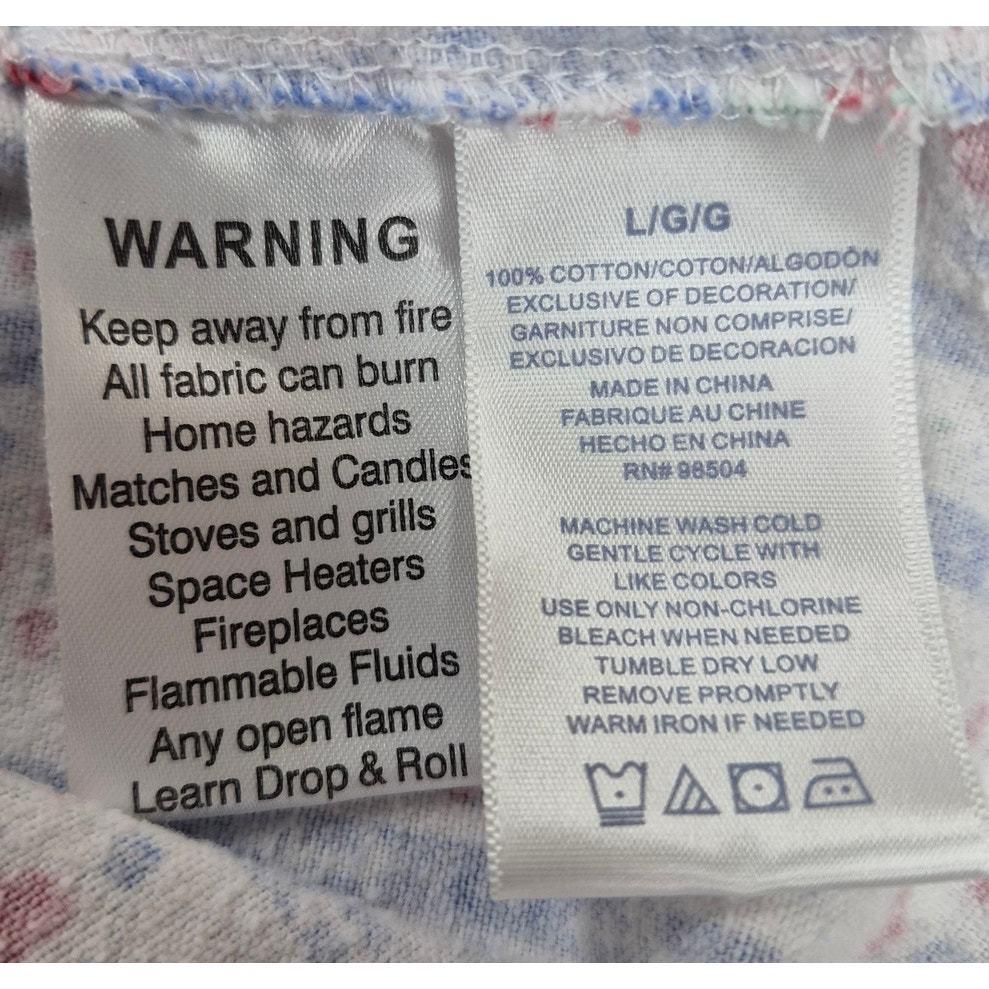 WARNING
Keep away from fire
All fabric can burn
Home hazards
Matches and Candles
Stoves and grills
Space Heaters
Fireplaces
Flammable Fluids
Any open flame
Learn Drop & Roll
L/G/G
100% COTTON/COTON/ALGODÓN
EXCLUSIVE OF DECORATION/
GARNITURE NON COMPRISE/
EXCLUSIVO DE DECORACION
MADE IN CHINA
FABRIQUE AU CHINE
HECHO EN CHINA
RN# 98504
MACHINE WASH COLD
GENTLE CYCLE WITH
LIKE COLORS
USE ONLY NON-CHLORINE
BLEACH WHEN NEEDED
TUMBLE DRY LOW
REMOVE PROMPTLY
WARM IRON IF NEEDED